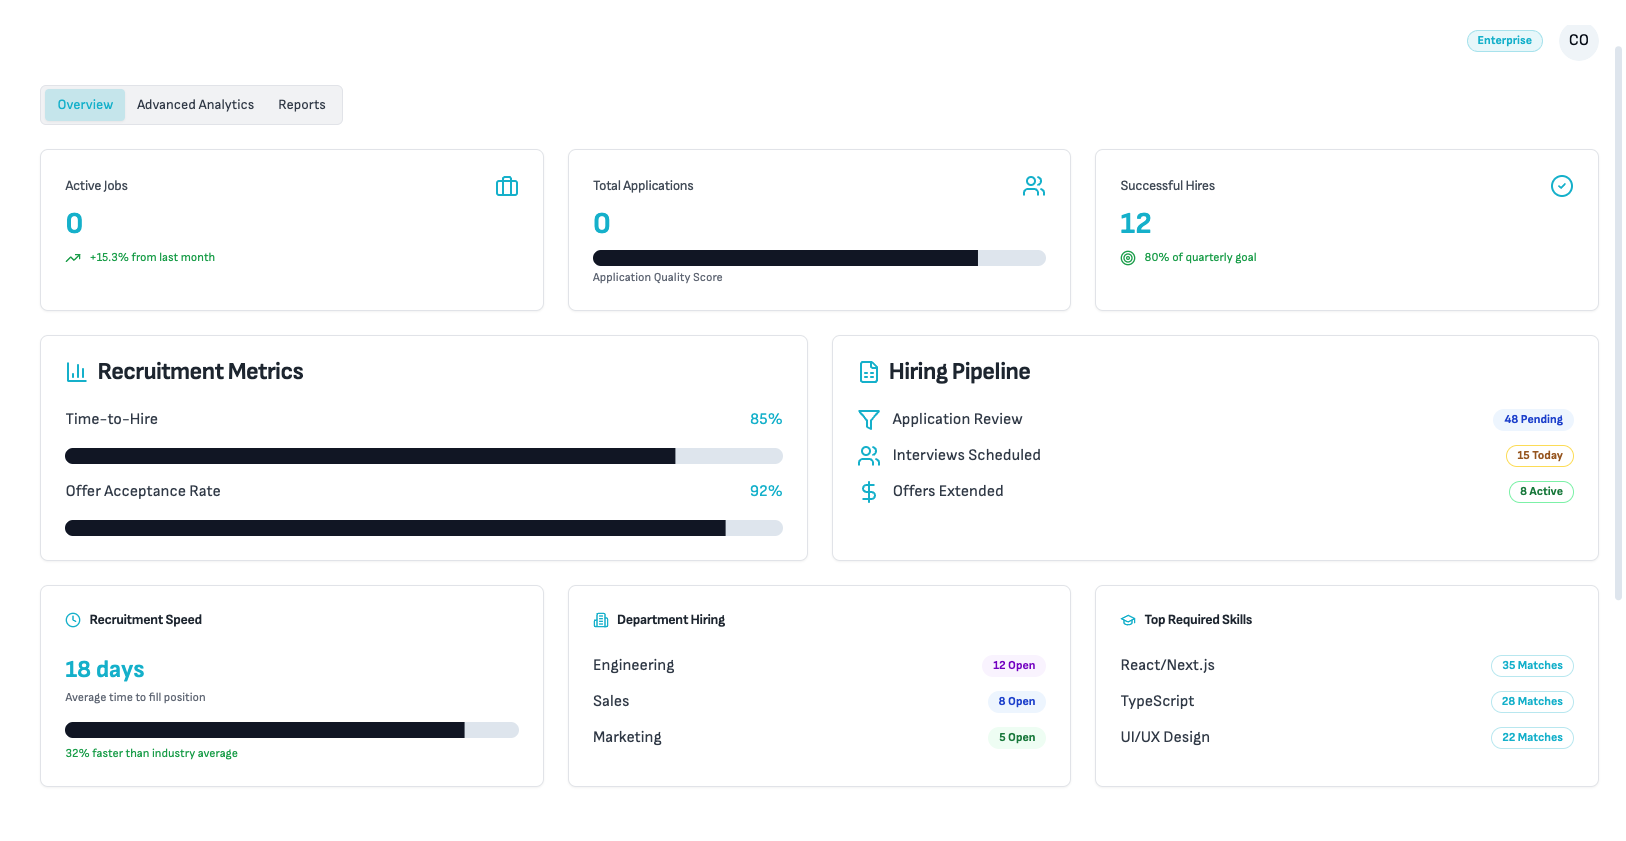 Enterprise
CO
Overview
Advanced Analytics
Reports
Active Jobs
0
+15.3% from last month
Total Applications
0
Application Quality Score
Successful Hires
12
80% of quarterly goal
Recruitment Metrics
Time-to-Hire
85%
Offer Acceptance Rate
92%
Hiring Pipeline
Application Review
48 Pending
Interviews Scheduled
15 Today
Offers Extended
8 Active
Recruitment Speed
18 days
Average time to fill position
32% faster than industry average
Department Hiring
Engineering
12 Open
Sales
8 Open
Marketing
5 Open
Top Required Skills
React/Next.js
35 Matches
TypeScript
28 Matches
UI/UX Design
22 Matches